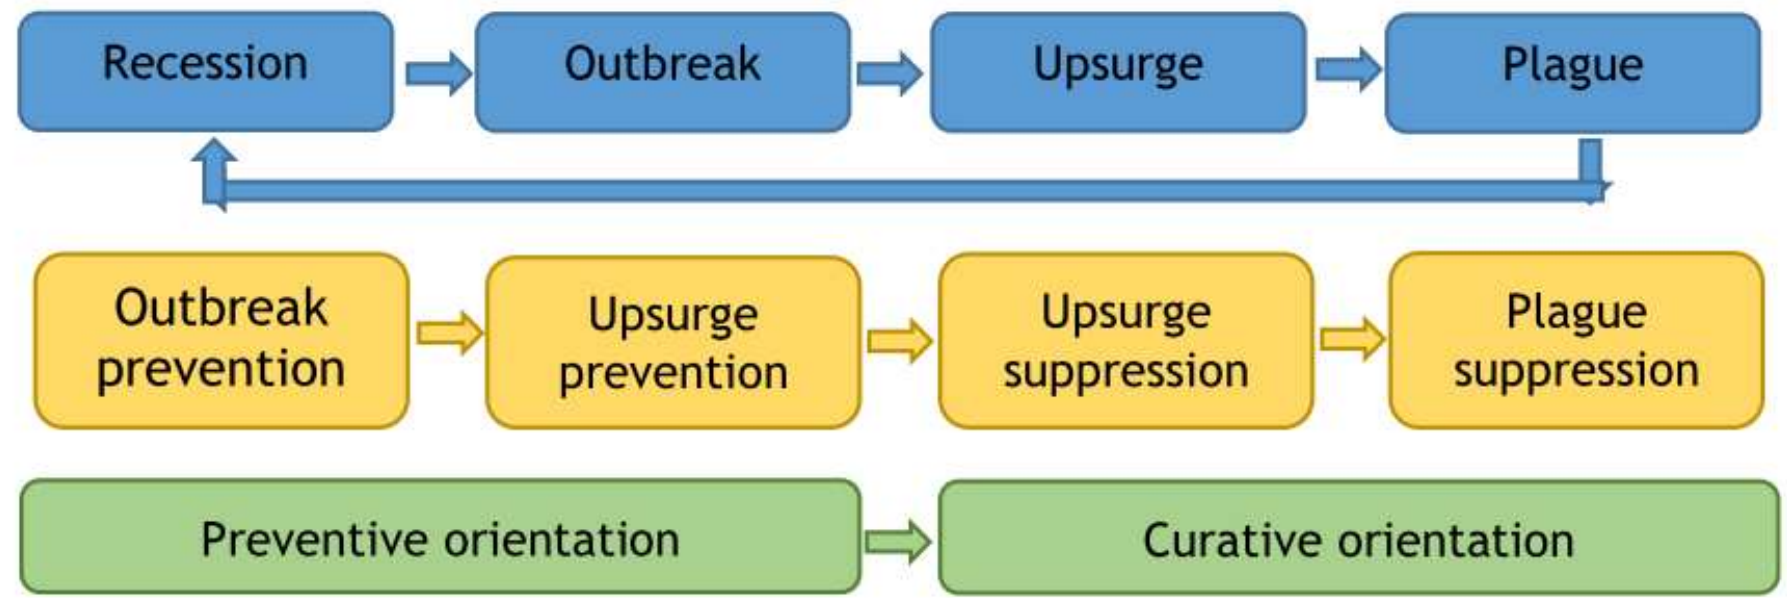 Recession
Outbreak
Upsurge
Plague
Outbreak
prevention
Upsurge
prevention
Upsurge
suppression
Plague
suppression
Preventive orientation
Curative orientation